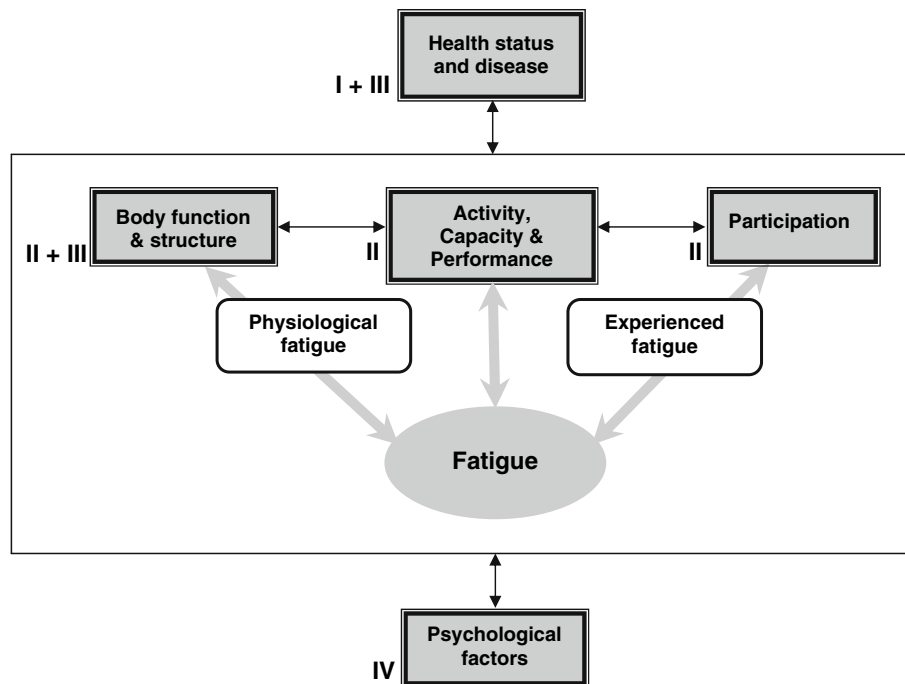 Health status
and disease
I + III
Body function
& structure
II + III
Activity,
Capacity &
Performance
II
Participation
II
Physiological
fatigue
Experienced
fatigue
Fatigue
Psychological
factors
IV